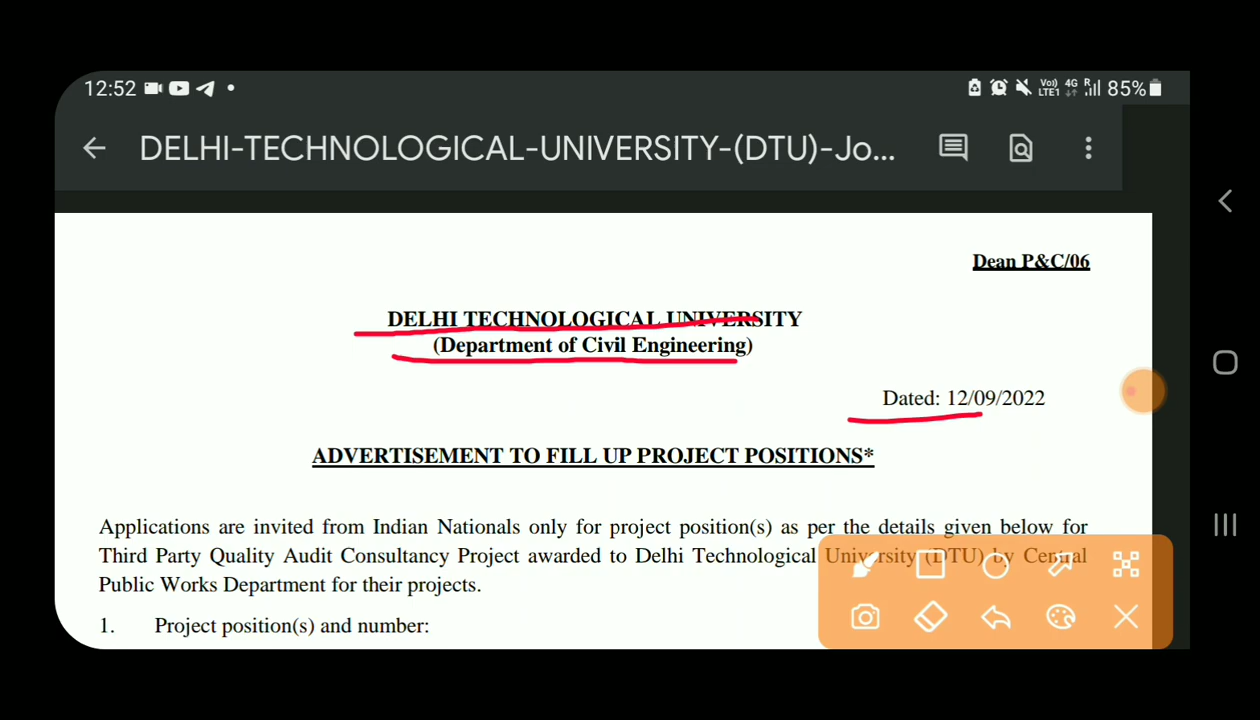 12:52 Vo)) LTE1 4G R 85%
DELHI-TECHNOLOGICAL-UNIVERSITY-(DTU)-Jo...
Dean P&C/06
DELHI TECHNOLOGICAL UNIVERSITY
(Department of Civil Engineering)
Dated: 12/09/2022
ADVERTISEMENT TO FILL UP PROJECT POSITIONS*
Applications are invited from Indian Nationals only for project position(s) as per the details given below for
Third Party Quality Audit Consultancy Project awarded to Delhi Technological University (DTU) by Central
Public Works Department for their projects.
1. Project position(s) and number: